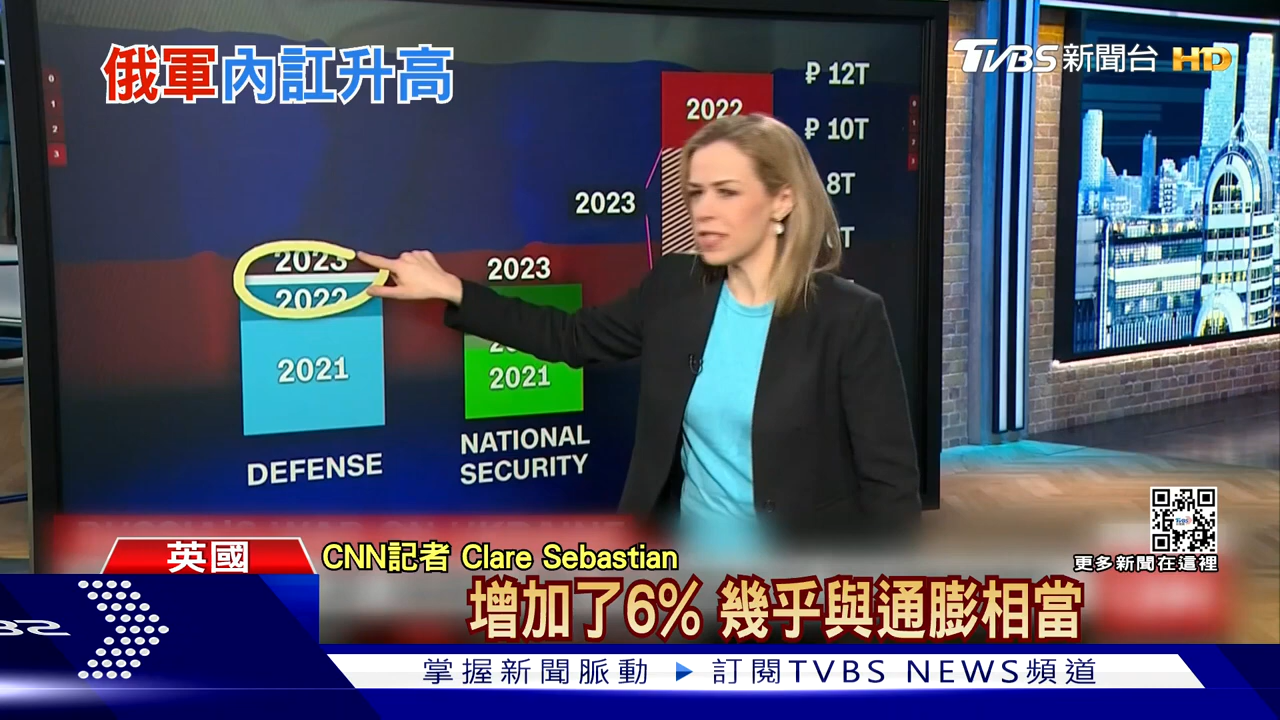 俄軍內訌升高
TVBS新聞台 HD
2022
₽ 12T
₽ 10T
8T
2023
2023
2022
2021
2023
2021
DEFENSE
NATIONAL
SECURITY
更多新聞在這裡
英國
CNN記者 Clare Sebastian
增加了6% 幾乎與通膨相當
掌握新聞脈動 ▶ 訂閱TVBS NEWS頻道